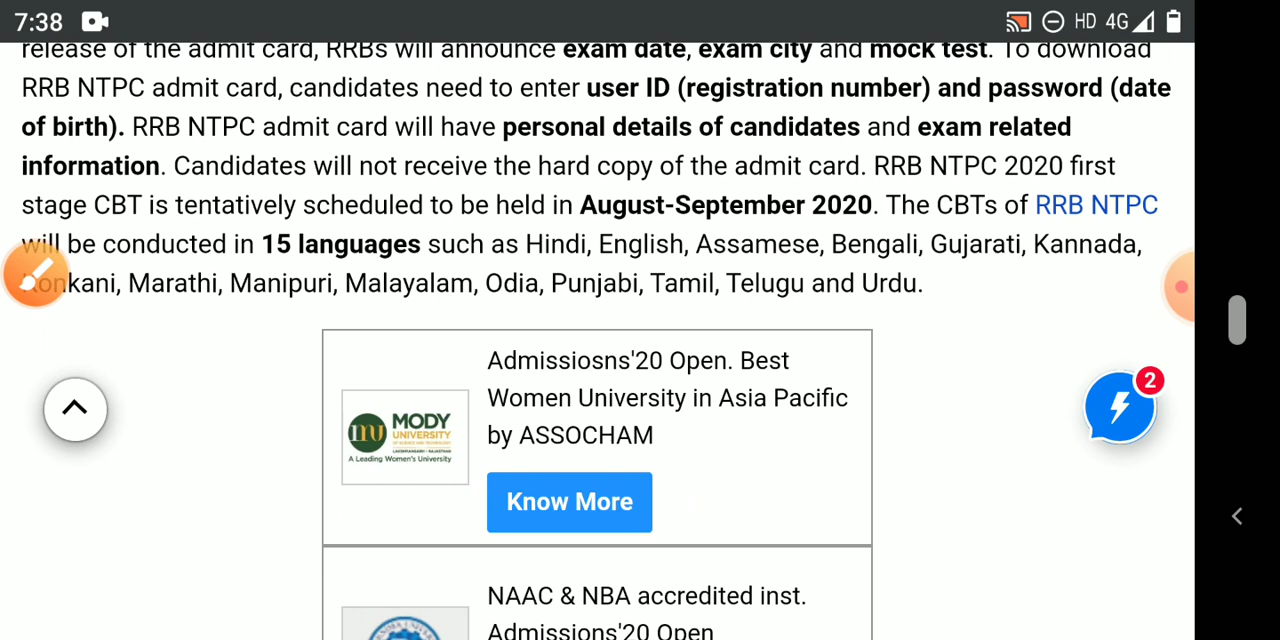 7:38
HD 4G
release of the admit card, RRBs will announce exam date, exam city and mock test. To download
RRB NTPC admit card, candidates need to enter user ID (registration number) and password (date
of birth). RRB NTPC admit card will have personal details of candidates and exam related
information. Candidates will not receive the hard copy of the admit card. RRB NTPC 2020 first
stage CBT is tentatively scheduled to be held in August-September 2020. The CBTs of RRB NTPC
will be conducted in 15 languages such as Hindi, English, Assamese, Bengali, Gujarati, Kannada,
Konkani, Marathi, Manipuri, Malayalam, Odia, Punjabi, Tamil, Telugu and Urdu.
Admissiosns'20 Open. Best
Women University in Asia Pacific
by ASSOCHAM
MODY
UNIVERSITY
OF SCIENCE AND TECHNOLOGY
LAKSHMANGARH - RAJASTHAN
A Leading Women's University
Know More
2
NAAC & NBA accredited inst.
Admissions'20 Open